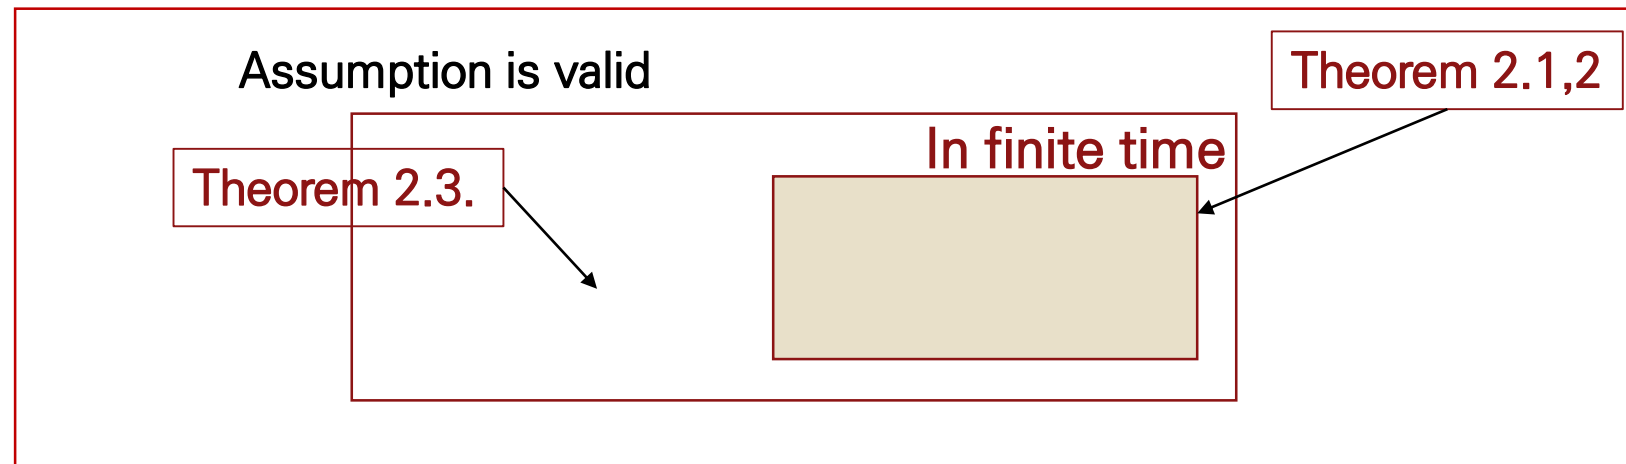 Assumption is valid
Theorem 2.1,2
In finite time
Theorem 2.3.